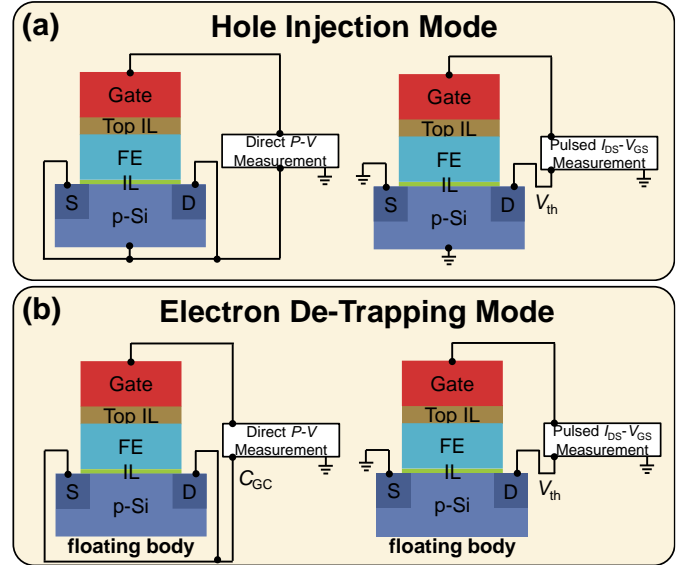 (a) Hole Injection Mode
Gate
Top IL
FE
IL
S
D
p-Si
Direct P-V
Measurement
Gate
Top IL
FE
IL
S
D
p-Si
Pulsed IDS-VGS
Measurement
Vth
(b) Electron De-Trapping Mode
Gate
Top IL
FE
IL
S
D
p-Si
floating body
Direct P-V
Measurement
CGC
Gate
Top IL
FE
IL
S
D
p-Si
floating body
Pulsed IDS-VGS
Measurement
Vth